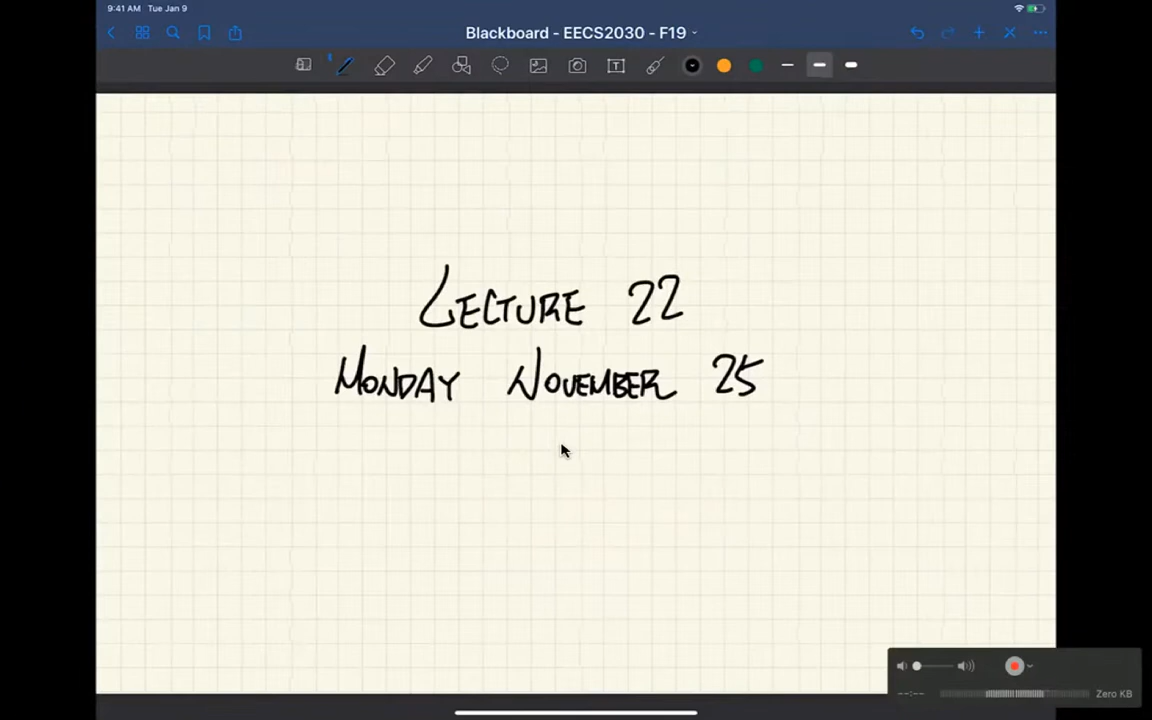 9:41 AM Tue Jan 9
Blackboard - EECS2030 - F19
LECTURE 22
MONDAY NOVEMBER 25
--:--
Zero KB